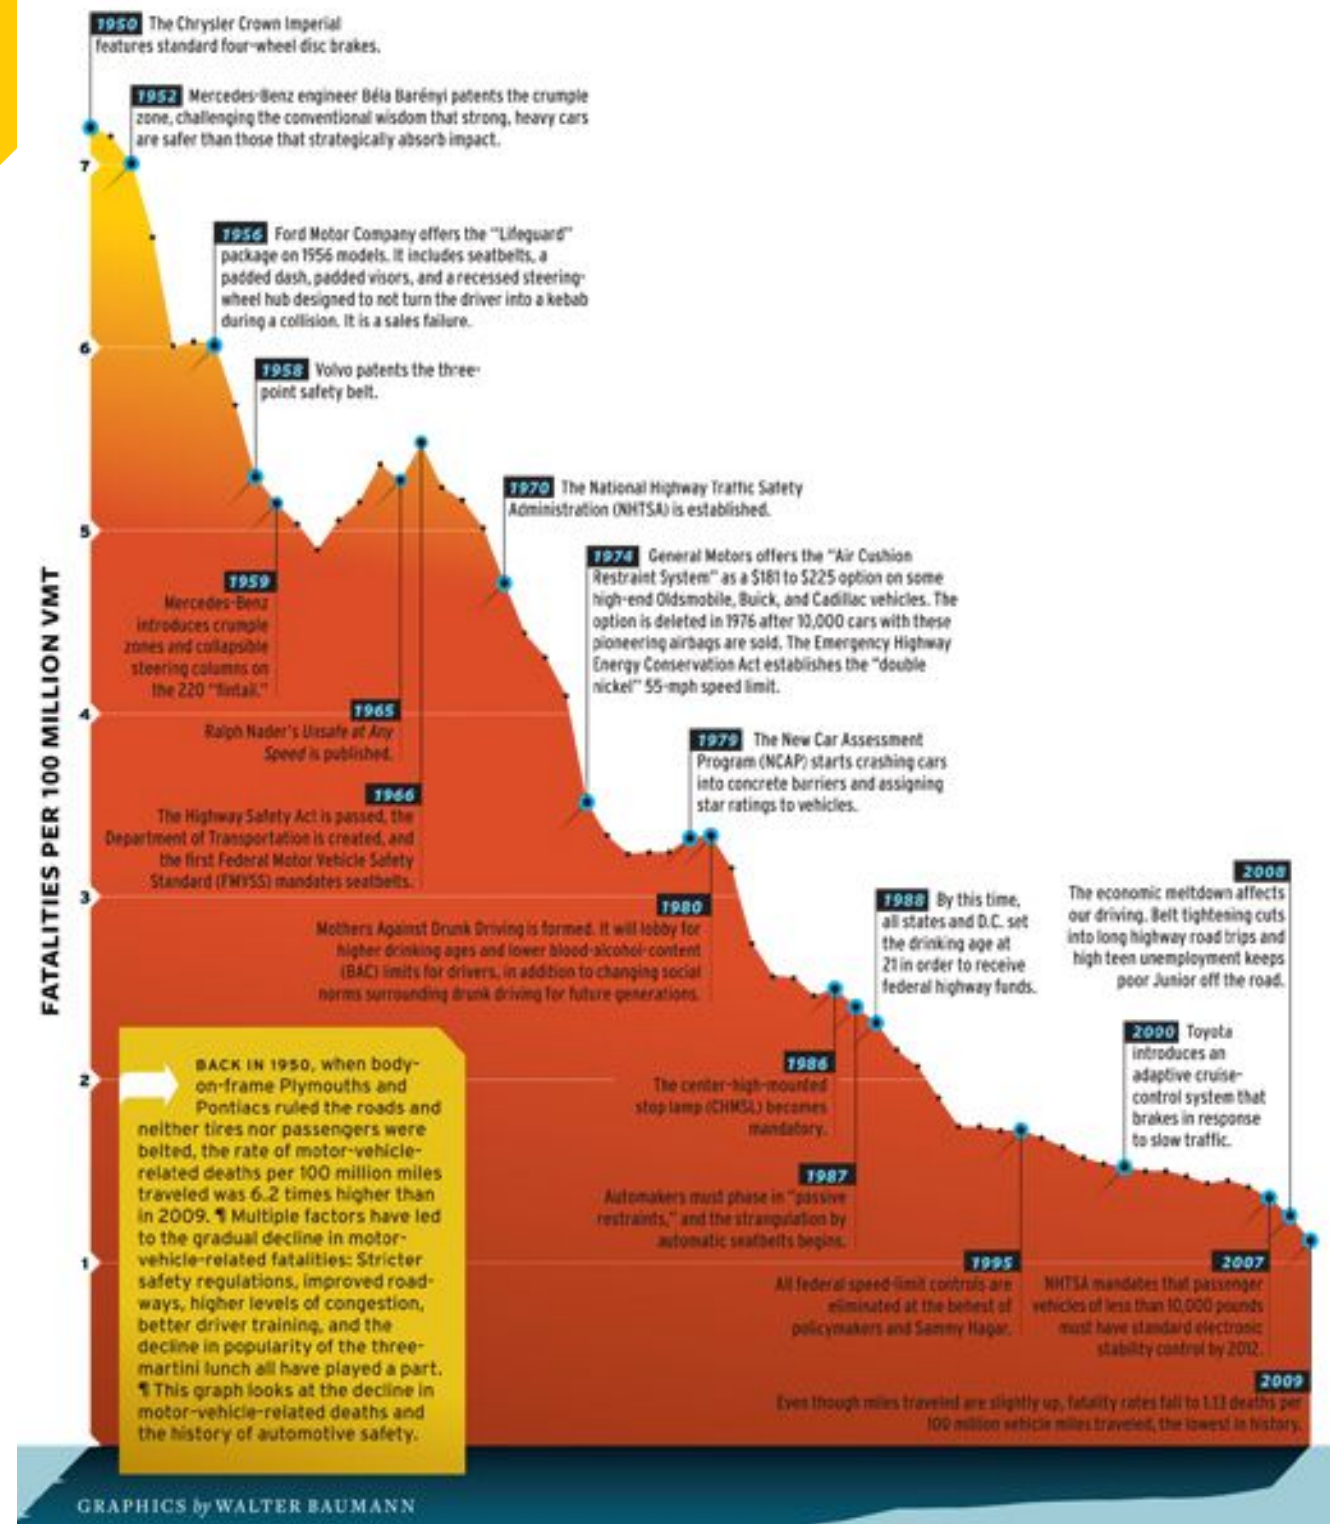 1950 The Chrysler Crown Imperial
features standard four-wheel disc brakes.
1952 Mercedes-Benz engineer Béla Barényi patents the crumple
zone, challenging the conventional wisdom that strong, heavy cars
are safer than those that strategically absorb impact.
7
1956 Ford Motor Company offers the "Lifeguard"
package on 1956 models. It includes seatbelts, a
padded dash, padded visors, and a recessed steering-
wheel hub designed to not turn the driver into a kebab
during a collision. It is a sales failure.
6
1958 Volvo patents the three-
point safety belt.
1970 The National Highway Traffic Safety
Administration (NHTSA) is established.
5
1974 General Motors offers the "Air Cushion
Restraint System" as a $181 to $225 option on some
high-end Oldsmobile, Buick, and Cadillac vehicles. The
option is deleted in 1976 after 10,000 cars with these
pioneering airbags are sold. The Emergency Highway
Energy Conservation Act establishes the "double
nickel" 55-mph speed limit.
1959
Mercedes-Benz
introduces crumple
zones and collapsible
steering columns on
the 220 "fintail."
FATALITIES PER 100 MILLION VMT
4
1965
Ralph Nader's Unsafe at Any
Speed is published.
1979 The New Car Assessment
Program (NCAP) starts crashing cars
into concrete barriers and assigning
star ratings to vehicles.
1966
The Highway Safety Act is passed, the
Department of Transportation is created, and
the first Federal Motor Vehicle Safety
Standard (FMVSS) mandates seatbelts.
3
1980
Mothers Against Drunk Driving is formed. It will lobby for
higher drinking ages and lower blood-alcohol-content
(BAC) limits for drivers, in addition to changing social
norms surrounding drunk driving for future generations.
1988 By this time,
all states and D.C. set
the drinking age at
21 in order to receive
federal highway funds.
2008
The economic meltdown affects
our driving. Belt tightening cuts
into long highway road trips and
high teen unemployment keeps
poor Junior off the road.
2000 Toyota
introduces an
adaptive cruise-
control system that
brakes in response
to slow traffic.
2
1986
The center-high-mounted
stop lamp (CHMSL) becomes
mandatory.
1987
Automakers must phase in "passive
restraints," and the strangulation by
automatic seatbelts begins.
1
1995
All federal speed-limit controls are
eliminated at the behest of
policymakers and Sammy Hagar.
2007
NHTSA mandates that passenger
vehicles of less than 10,000 pounds
must have standard electronic
stability control by 2012.
2009
Even though miles traveled are slightly up, fatality rates fall to 1.13 deaths per
100 million vehicle miles traveled, the lowest in history.
BACK IN 1950, when body-
on-frame Plymouths and
Pontiacs ruled the roads and
neither tires nor passengers were
belted, the rate of motor-vehicle-
related deaths per 100 million miles
traveled was 6.2 times higher than
in 2009. ¶ Multiple factors have led
to the gradual decline in motor-
vehicle-related fatalities: Stricter
safety regulations, improved road-
ways, higher levels of congestion,
better driver training, and the
decline in popularity of the three-
martini lunch all have played a part.
¶ This graph looks at the decline in
motor-vehicle-related deaths and
the history of automotive safety.
GRAPHICS by WALTER BAUMANN